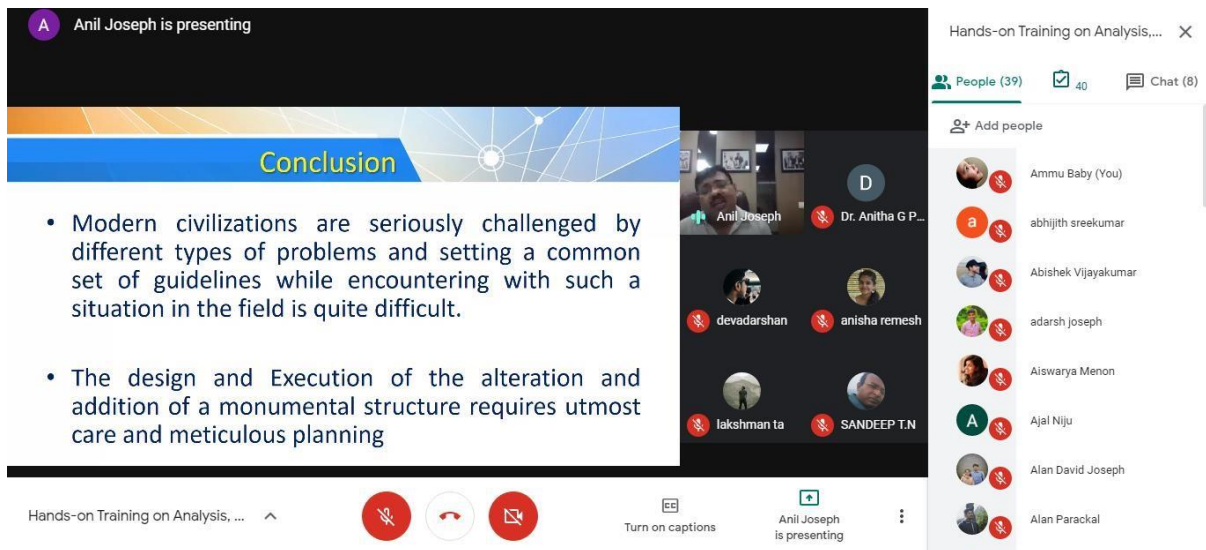 A Anil Joseph is presenting
Conclusion
• Modern civilizations are seriously challenged by
different types of problems and setting a common
set of guidelines while encountering with such a
situation in the field is quite difficult.
• The design and Execution of the alteration and
addition of a monumental structure requires utmost
care and meticulous planning
Anil Joseph
D
Dr. Anitha G P...
devadarshan
anisha remesh
lakshman ta
SANDEEP T.N
Hands-on Training on Analysis, ...
Turn on captions
Anil Joseph
is presenting
Hands-on Training on Analysis,...
People (39)
40
Chat (8)
Add people
Ammu Baby (You)
a
abhijith sreekumar
Abishek Vijayakumar
adarsh joseph
Aiswarya Menon
A
Ajal Niju
Alan David Joseph
Alan Parackal